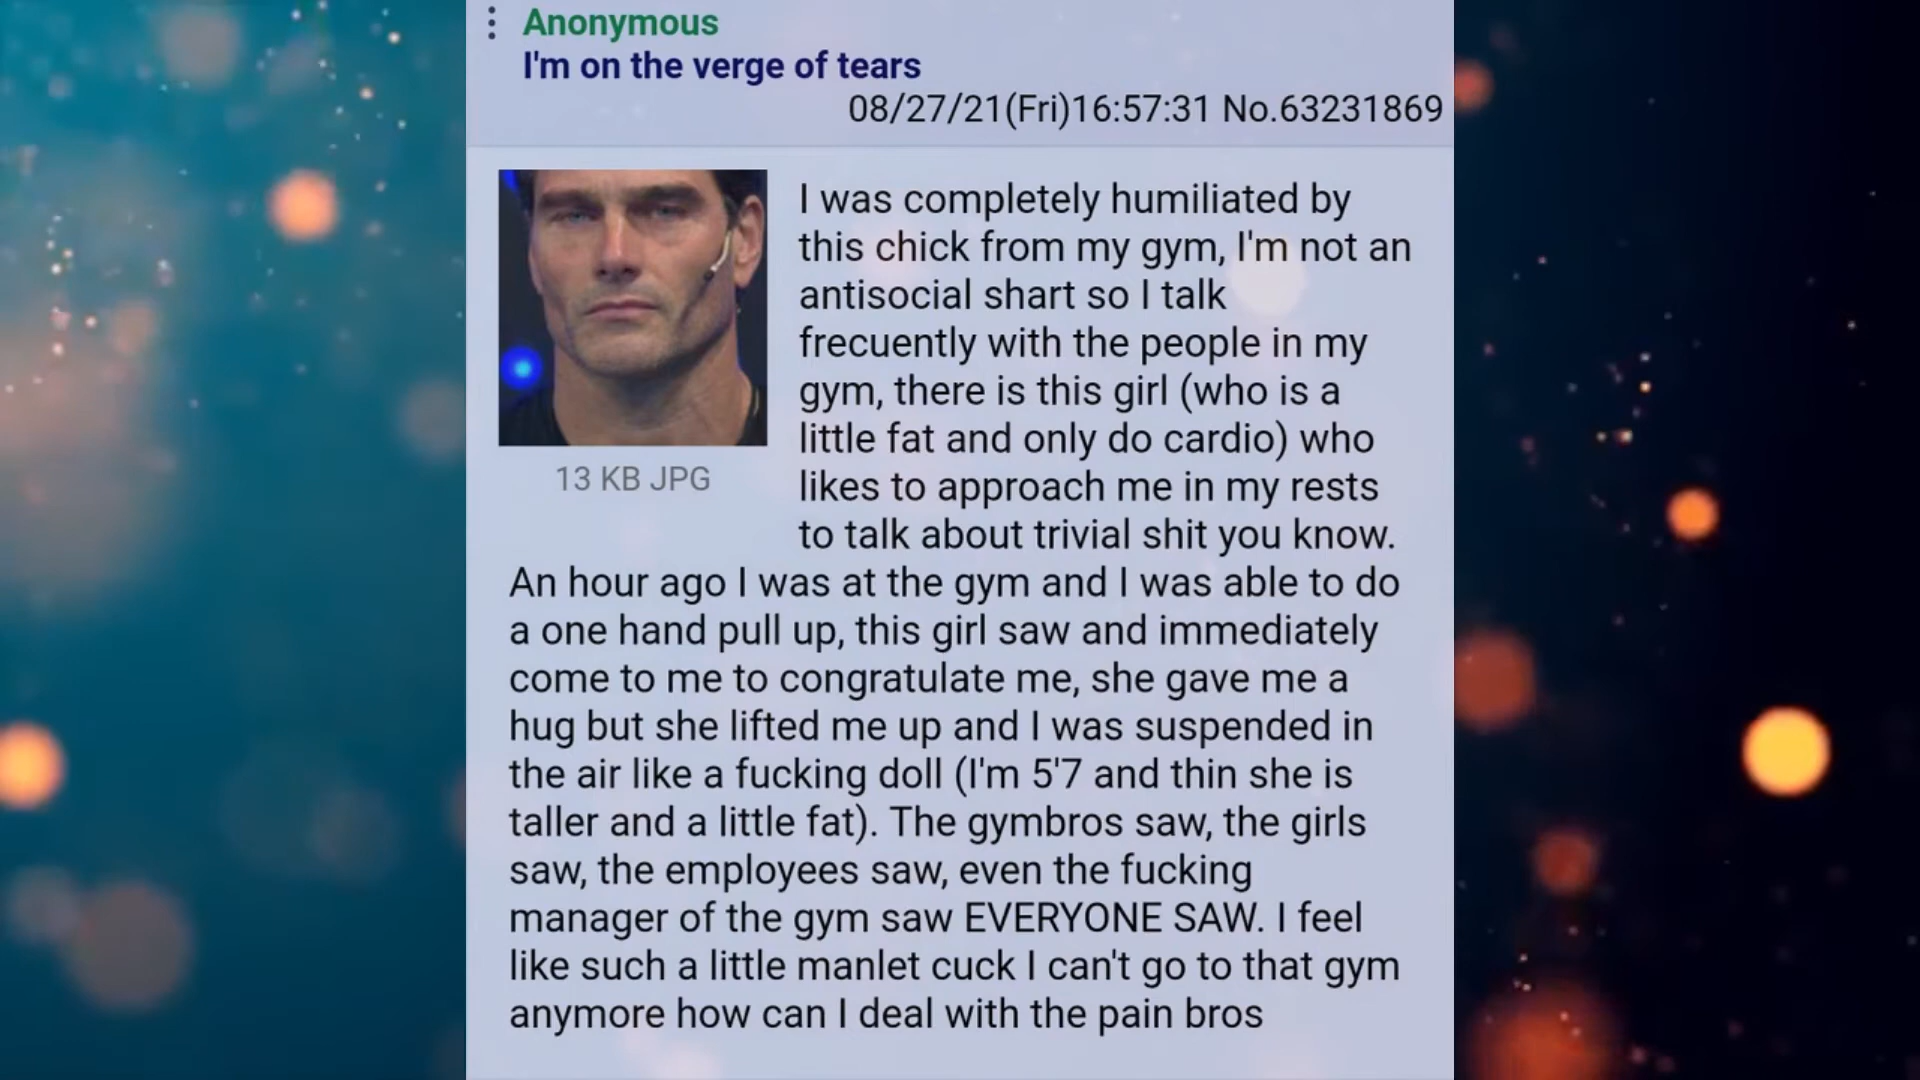 Anonymous
I'm on the verge of tears
08/27/21(Fri)16:57:31 No.63231869
I was completely humiliated by
this chick from my gym, I'm not an
antisocial shart so I talk
frecuently with the people in my
gym, there is this girl (who is a
little fat and only do cardio) who
likes to approach me in my rests
to talk about trivial shit you know.
13 KB JPG
An hour ago I was at the gym and I was able to do
a one hand pull up, this girl saw and immediately
come to me to congratulate me, she gave me a
hug but she lifted me up and I was suspended in
the air like a fucking doll (I'm 5'7 and thin she is
taller and a little fat). The gymbros saw, the girls
saw, the employees saw, even the fucking
manager of the gym saw EVERYONE SAW. I feel
like such a little manlet cuck I can't go to that gym
anymore how can I deal with the pain bros